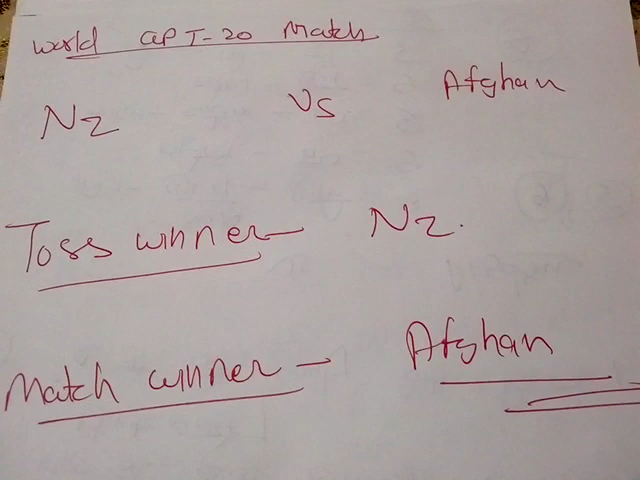 World CUP T-20 Match
NZ Vs Afghan
Toss winner - NZ.
Match winner - Afghan